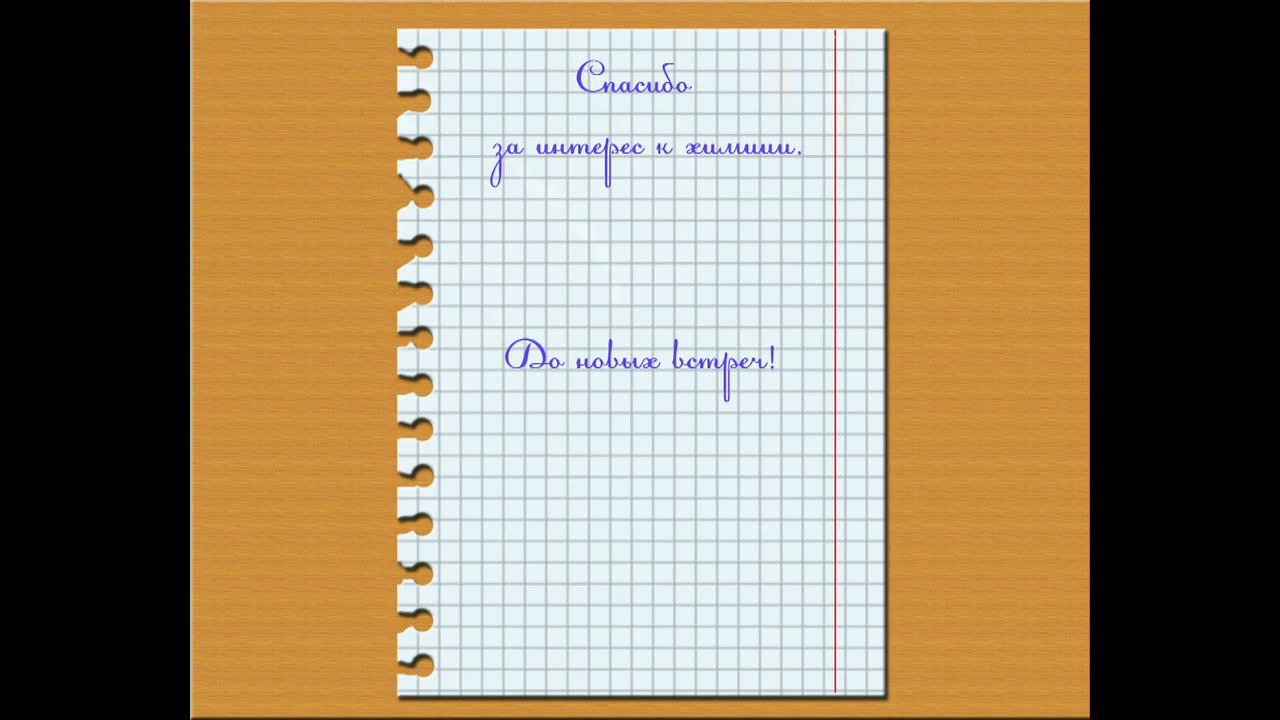 Спасибо
за интерес к химии.
До новых встреч!